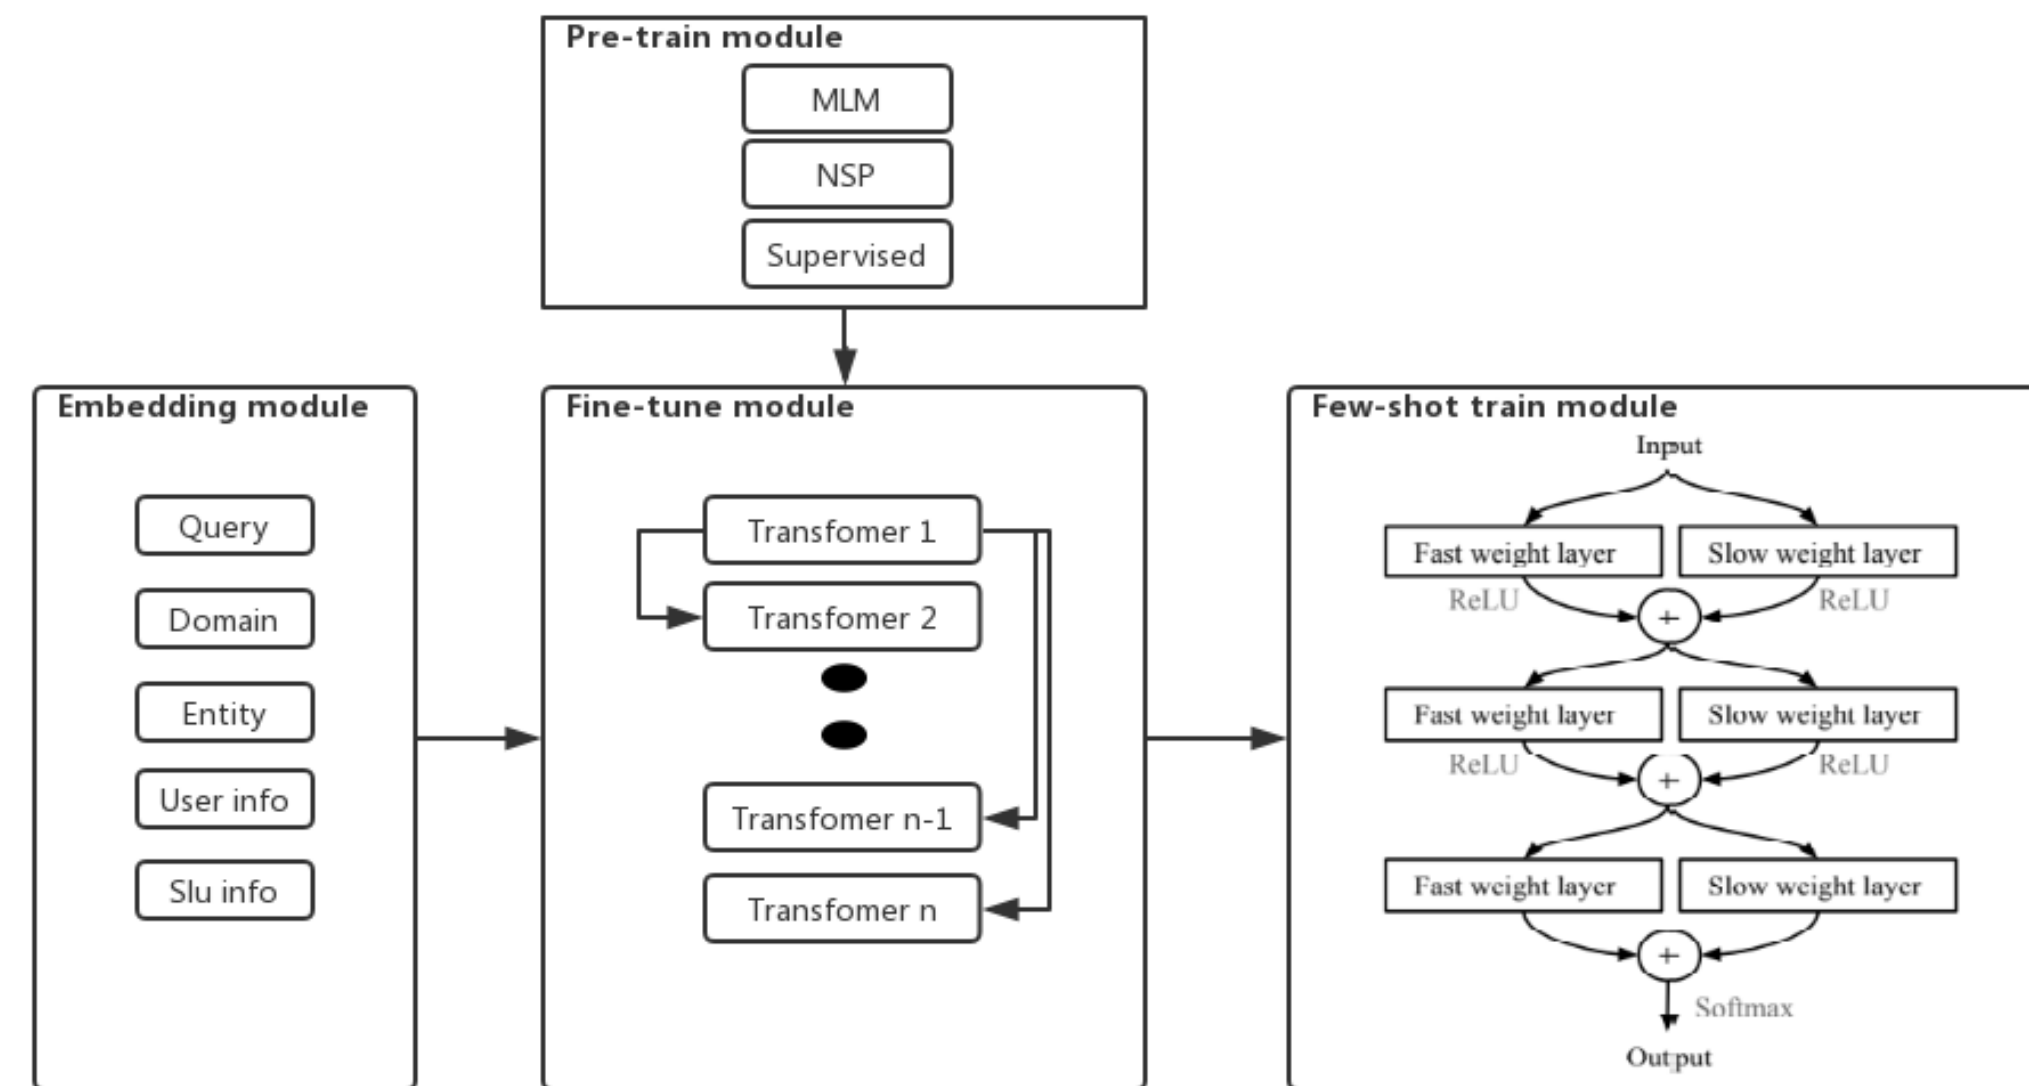 Pre-train module
MLM
NSP
Supervised
Embedding module
Query
Domain
Entity
User info
Slu info
Fine-tune module
Transfomer 1
Transfomer 2
Transfomer n-1
Transfomer n
Few-shot train module
Input
Fast weight layer
Slow weight layer
ReLU
ReLU
+
Fast weight layer
Slow weight layer
ReLU
ReLU
+
Fast weight layer
Slow weight layer
+
Softmax
Output